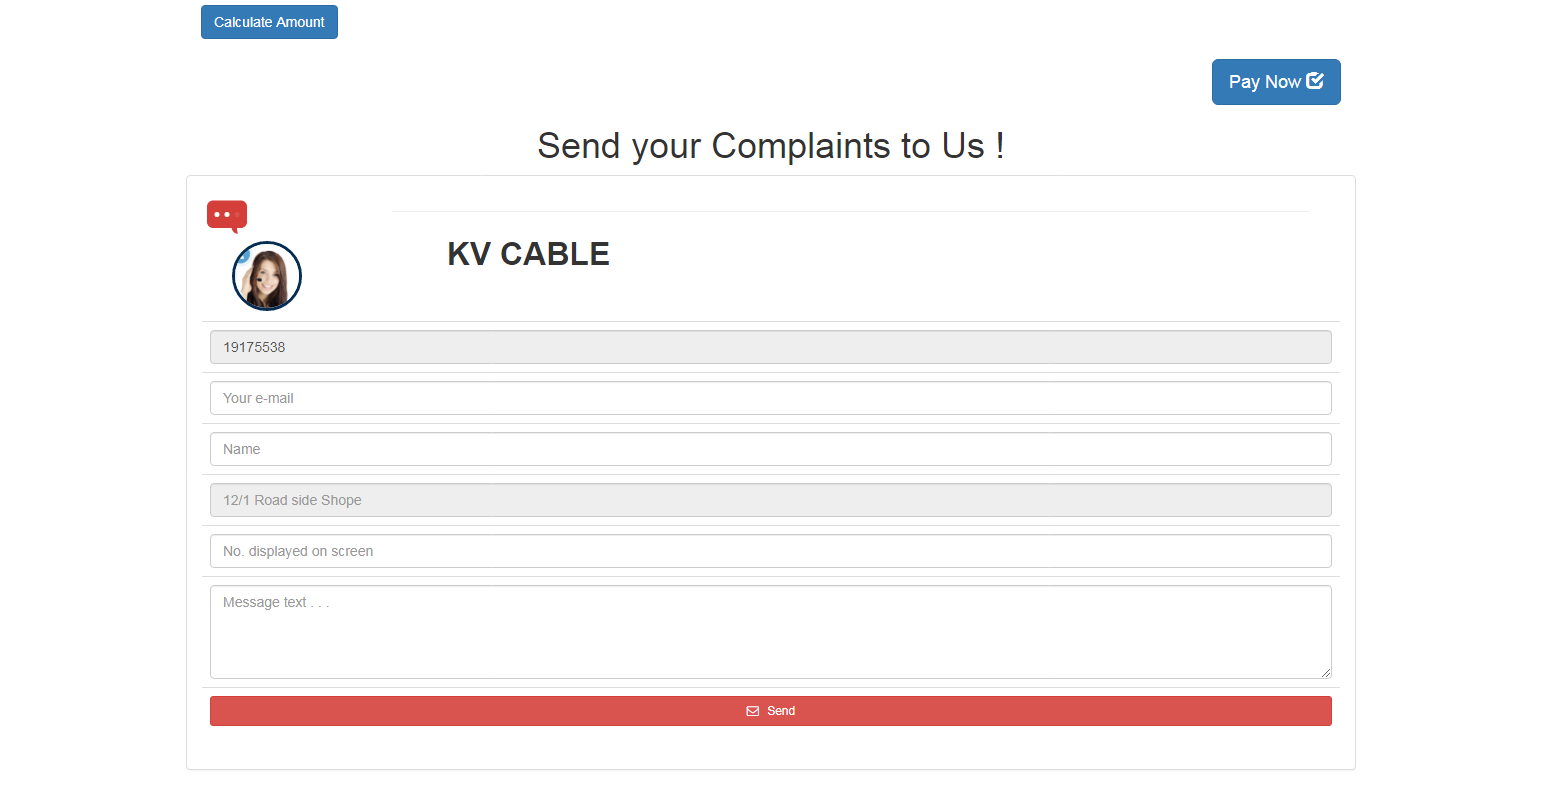 Calculate Amount
Pay Now
Send your Complaints to Us !
KV CABLE
19175538
Your e-mail
Name
12/1 Road side Shope
No. displayed on screen
Message text . . .
Send